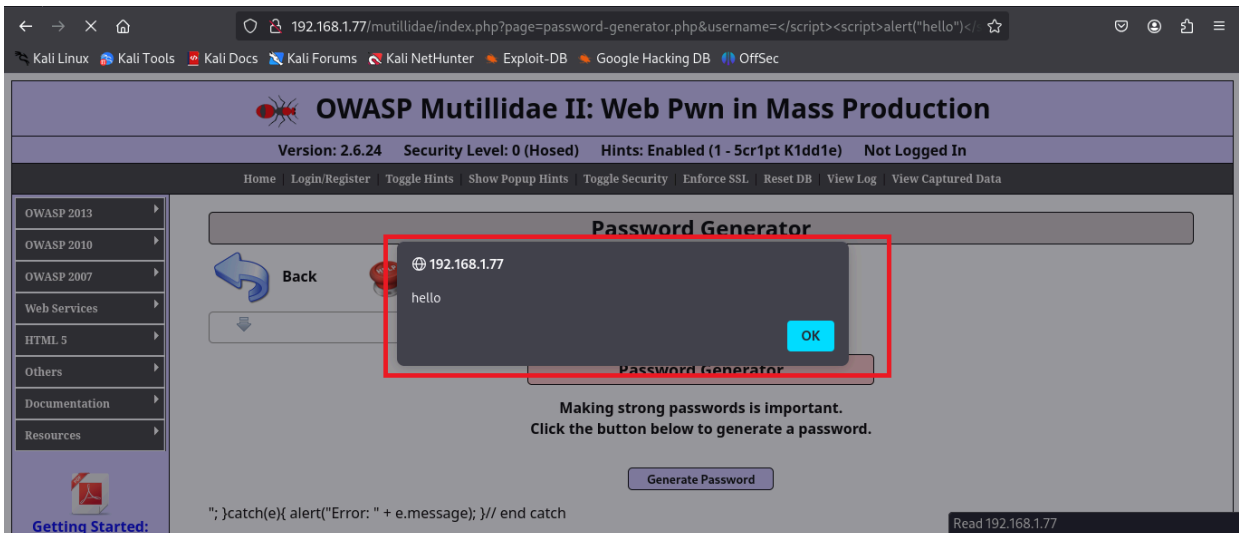 192.168.1.77/mutillidae/index.php?page=password-generator.php&username=</script><script>alert("hello")</
Kali Linux Kali Tools Kali Docs Kali Forums Kali NetHunter Exploit-DB Google Hacking DB OffSec
OWASP Mutillidae II: Web Pwn in Mass Production
Version: 2.6.24 Security Level: 0 (Hosed) Hints: Enabled (1 - 5cr1pt K1dd1e) Not Logged In
Home | Login/Register | Toggle Hints | Show Popup Hints | Toggle Security | Enforce SSL | Reset DB | View Log | View Captured Data
OWASP 2013
OWASP 2010
OWASP 2007
Web Services
HTML 5
Others
Documentation
Resources
Getting Started:
Password Generator
Back
192.168.1.77
hello
OK
Password Generator
Making strong passwords is important.
Click the button below to generate a password.
Generate Password
"; }catch(e){ alert("Error: " + e.message); }// end catch
Read 192.168.1.77